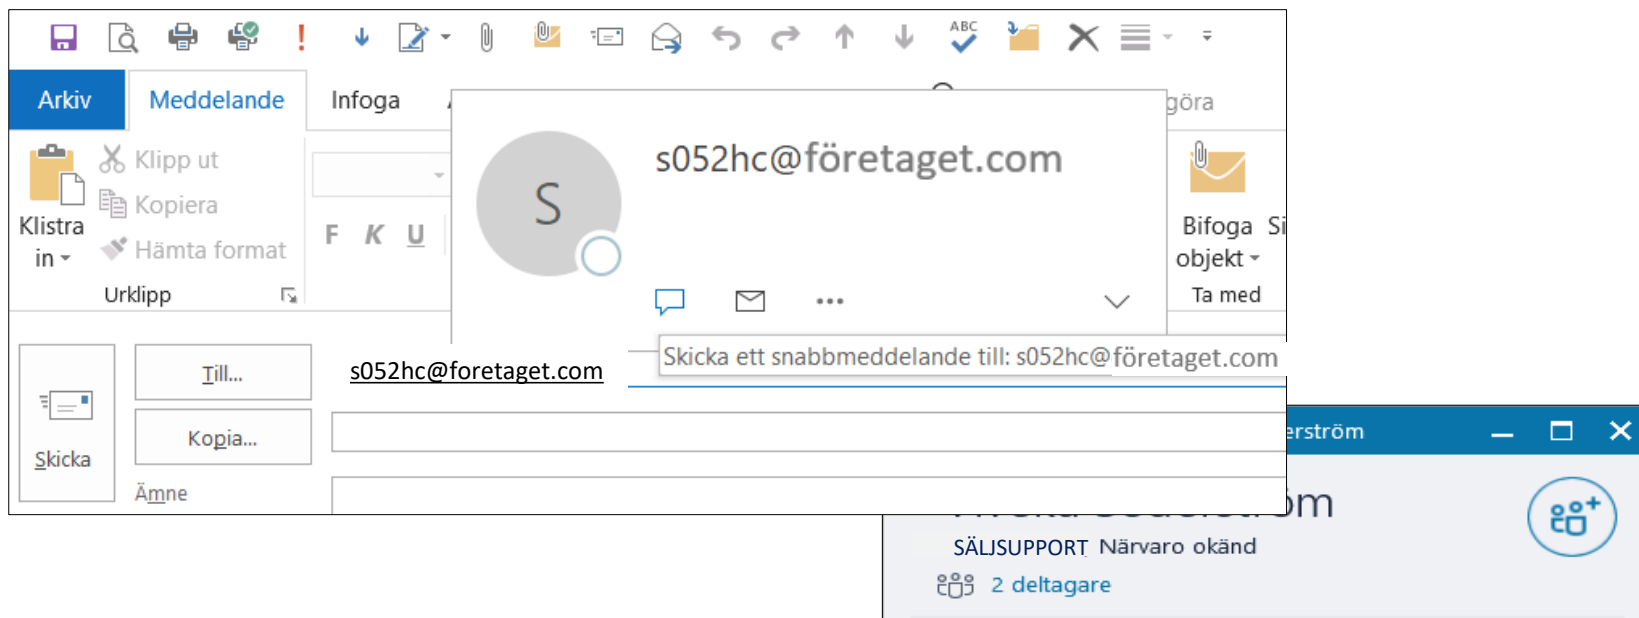 ABC
Arkiv Meddelande Infoga göra
s052hc@företaget.com
S
Klipp ut
Kopiera
Hämta format
Klistra in
F K U
Bifoga objekt
Urklipp
Ta med
Skicka ett snabbmeddelande till: s052hc@företaget.com
Till... s052hc@foretaget.com
Kopia...
Skicka
Ämne
erström
SÄLJSUPPORT Närvaro okänd
2 deltagare